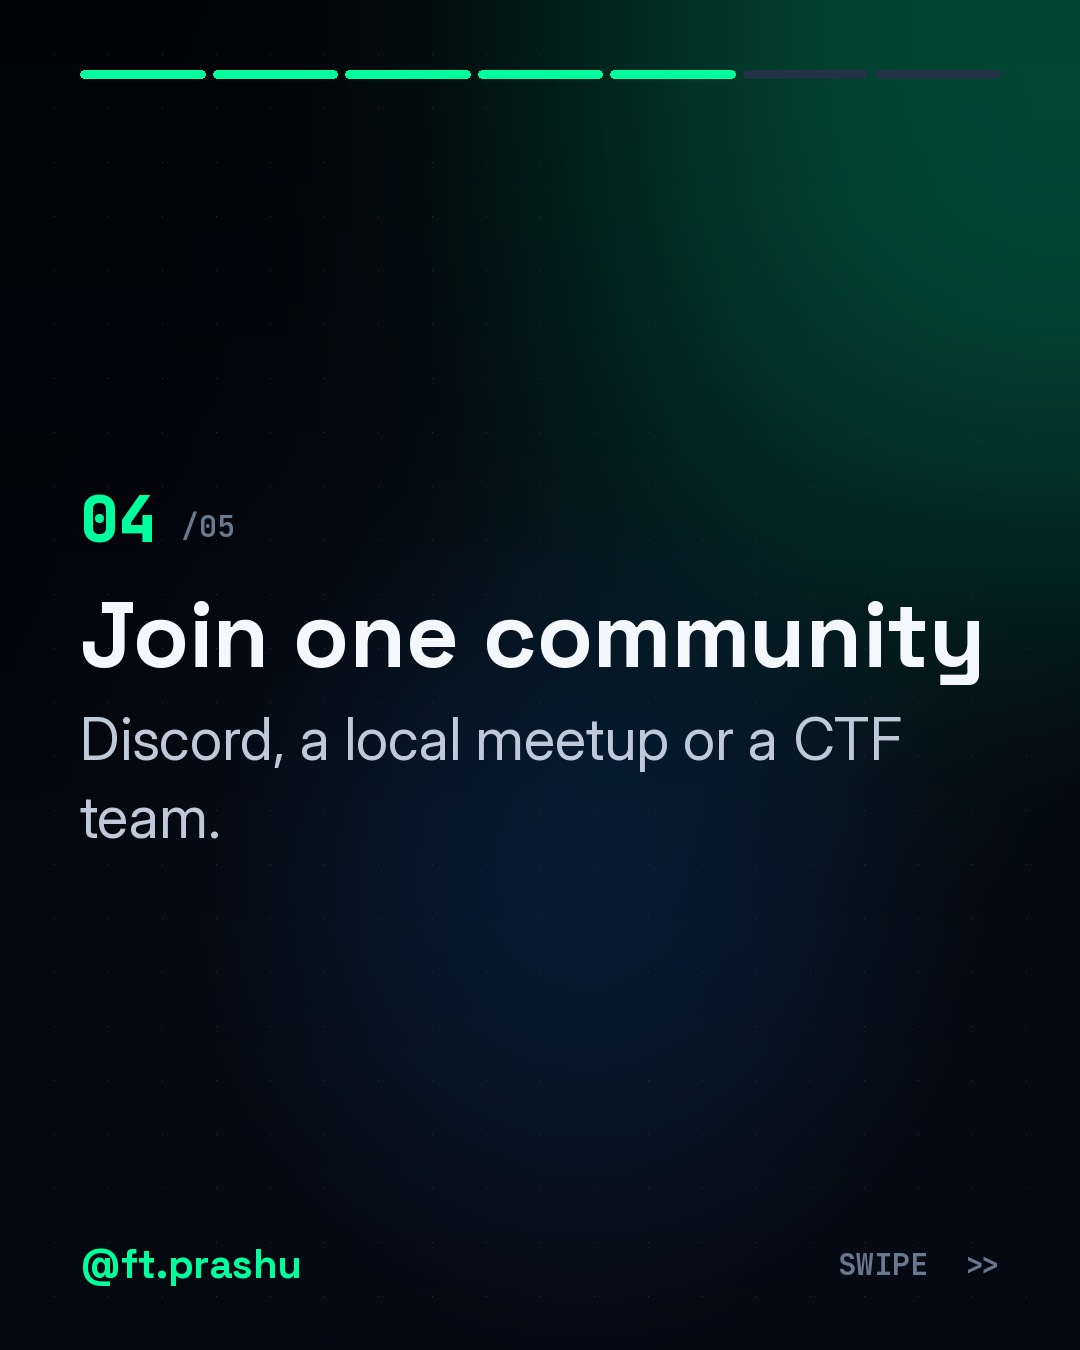 04 /05
Join one community
Discord, a local meetup or a CTF
team.
@ft.prashu
SWIPE >>